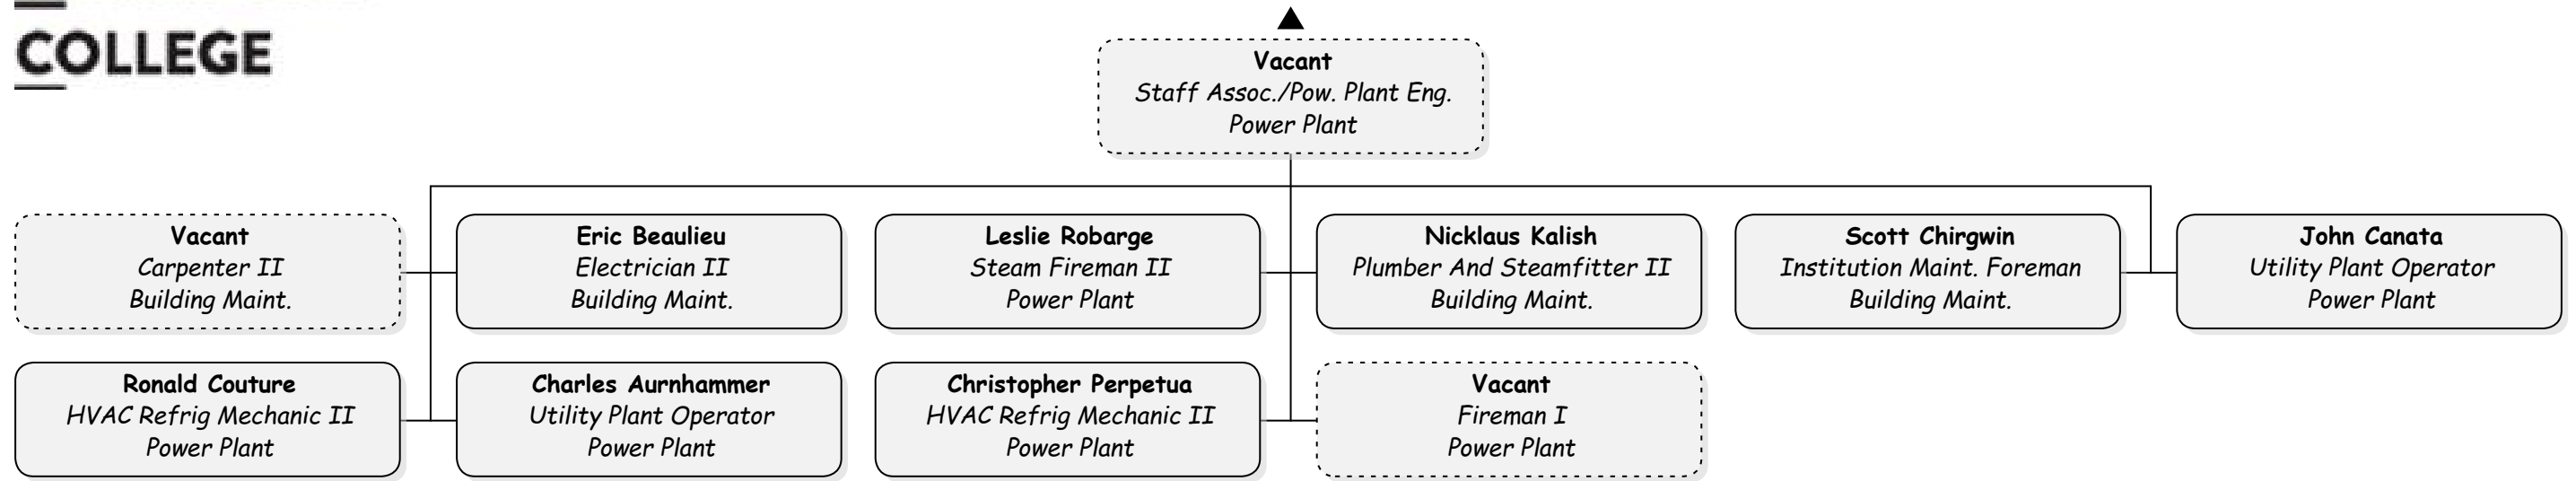 COLLEGE
Vacant
Staff Assoc./Pow. Plant Eng.
Power Plant
Vacant
Carpenter II
Building Maint.
Eric Beaulieu
Electrician II
Building Maint.
Leslie Robarge
Steam Fireman II
Power Plant
Nicklaus Kalish
Plumber And Steamfitter II
Building Maint.
Scott Chirgwin
Institution Maint. Foreman
Building Maint.
John Canata
Utility Plant Operator
Power Plant
Ronald Couture
HVAC Refrig Mechanic II
Power Plant
Charles Aurnhammer
Utility Plant Operator
Power Plant
Christopher Perpetua
HVAC Refrig Mechanic II
Power Plant
Vacant
Fireman I
Power Plant